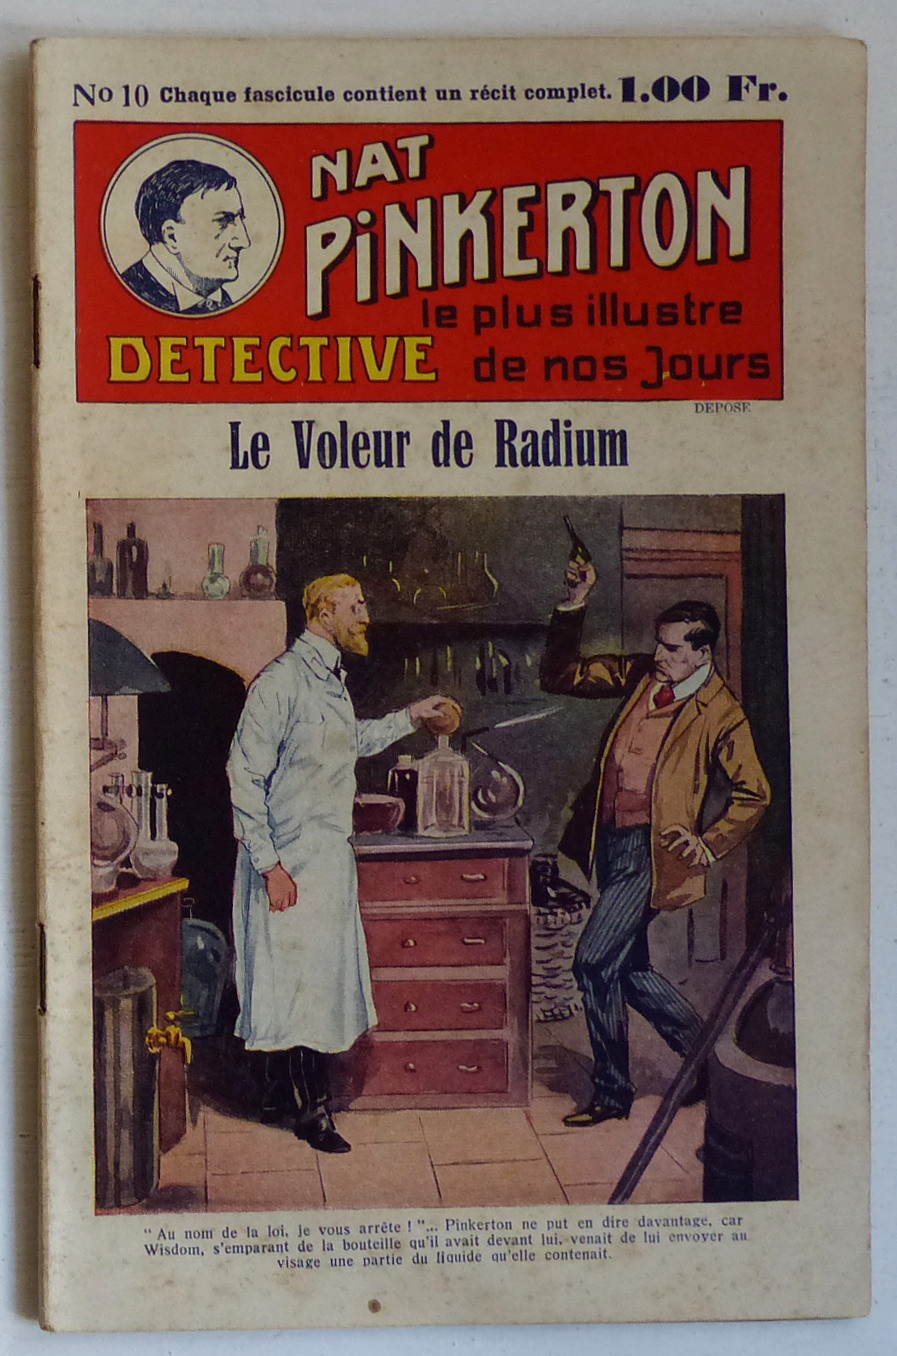 No 10 Chaque fascicule contient un récit complet. 1.00 Fr.
NAT
PiNKERTON
le plus illustre
DETECTIVE de nos Jours
DEPOSE
Le Voleur de Radium
“ Au nom de la loi, je vous arrête ! ”... Pinkerton ne put en dire davantage, car
Wisdom, s'emparant de la bouteille qu'il avait devant lui, venait de lui envoyer au
visage une partie du liquide qu'elle contenait.